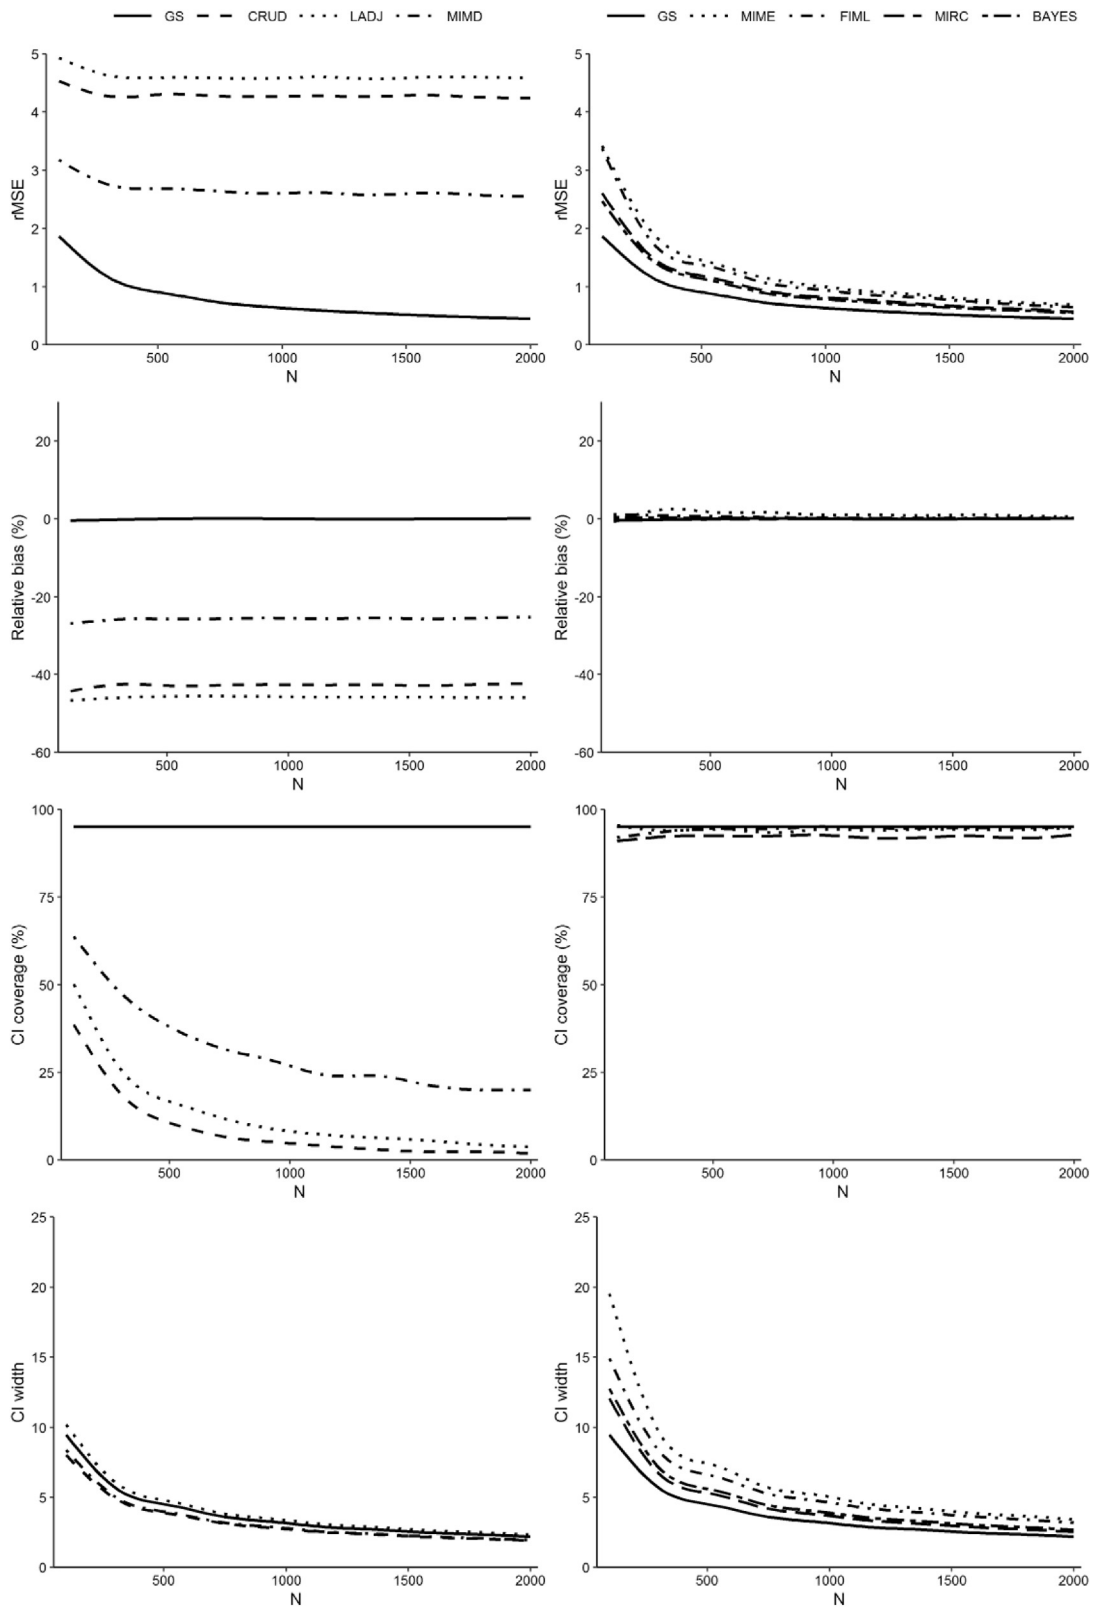 GS CRUD LADJ MIMD
GS MIME FIML MIRC BAYES
5
4
3
2
1
0
rMSE
500 1000 1500 2000
N
5
4
3
2
1
0
rMSE
500 1000 1500 2000
N
20
0
-20
-40
-60
Relative bias (%)
500 1000 1500 2000
N
20
0
-20
-40
-60
Relative bias (%)
500 1000 1500 2000
N
100
75
50
25
0
CI coverage (%)
500 1000 1500 2000
N
100
75
50
25
0
CI coverage (%)
500 1000 1500 2000
N
25
20
15
10
5
0
CI width
500 1000 1500 2000
N
25
20
15
10
5
0
CI width
500 1000 1500 2000
N